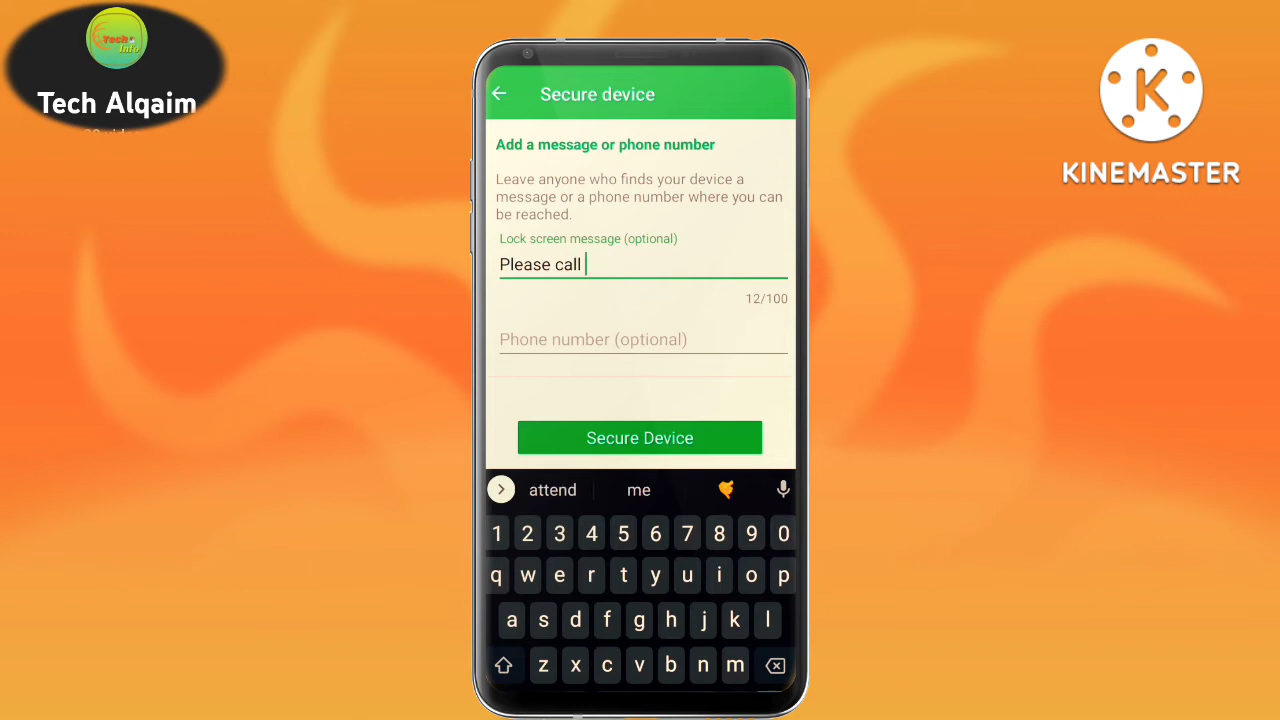 Tech
Info
Tech Alqaim
K
KINEMASTER
Secure device
Add a message or phone number
Leave anyone who finds your device a
message or a phone number where you can
be reached.
Lock screen message (optional)
Please call
12/100
Phone number (optional)
Secure Device
attend me
1 2 3 4 5 6 7 8 9 0
q w e r t y u i o p
a s d f g h j k l
z x c v b n m